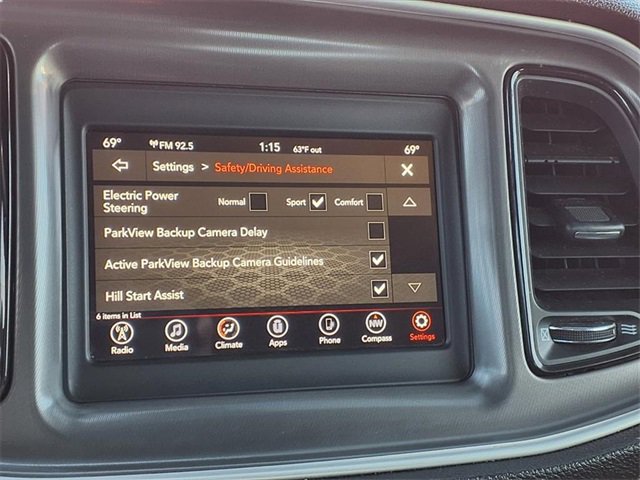 69° FM 92.5 1:15 63°F out 69°
Settings > Safety/Driving Assistance
Electric Power Steering Normal Sport Comfort
ParkView Backup Camera Delay
Active ParkView Backup Camera Guidelines
Hill Start Assist
6 items in List
Radio Media Climate Apps Phone NW Compass Settings